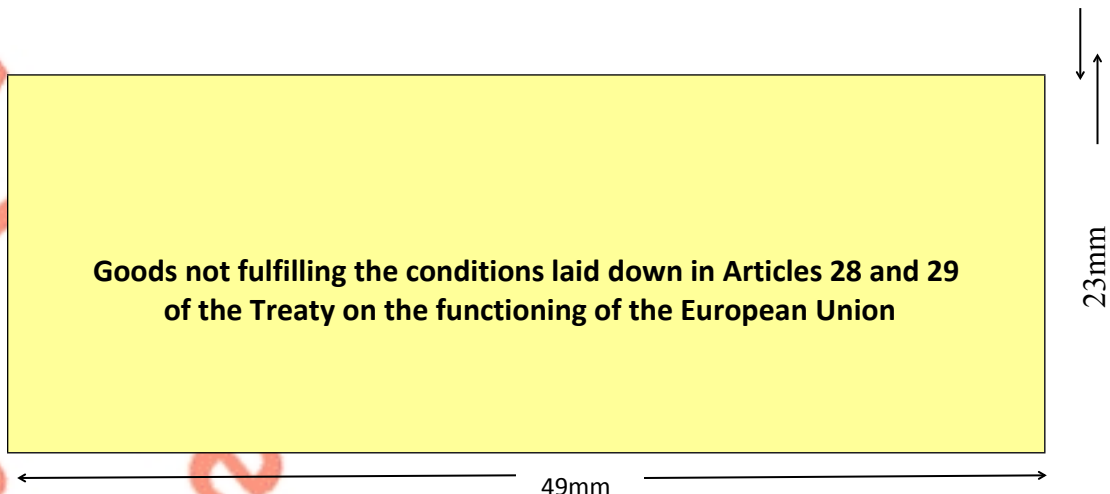 Goods not fulfilling the conditions laid down in Articles 28 and 29
of the Treaty on the functioning of the European Union
23mm
49mm